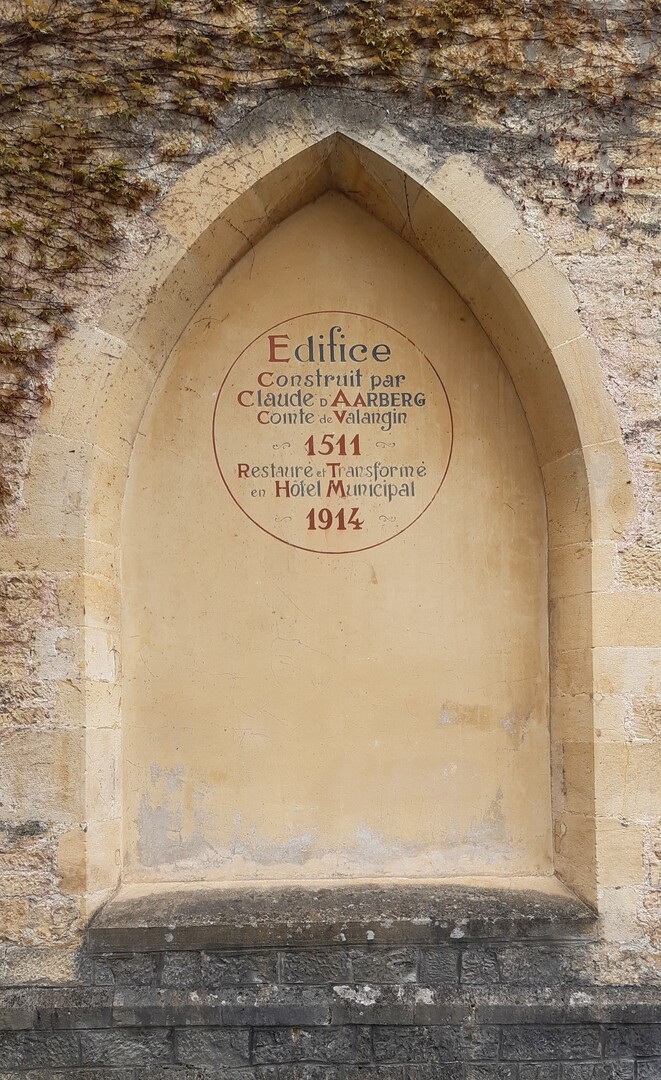 Edifice
Construit par
Claude D'AARBERG
Comte de Valangin
1511
Restauré et Transformé
en Hôtel Municipal
1914